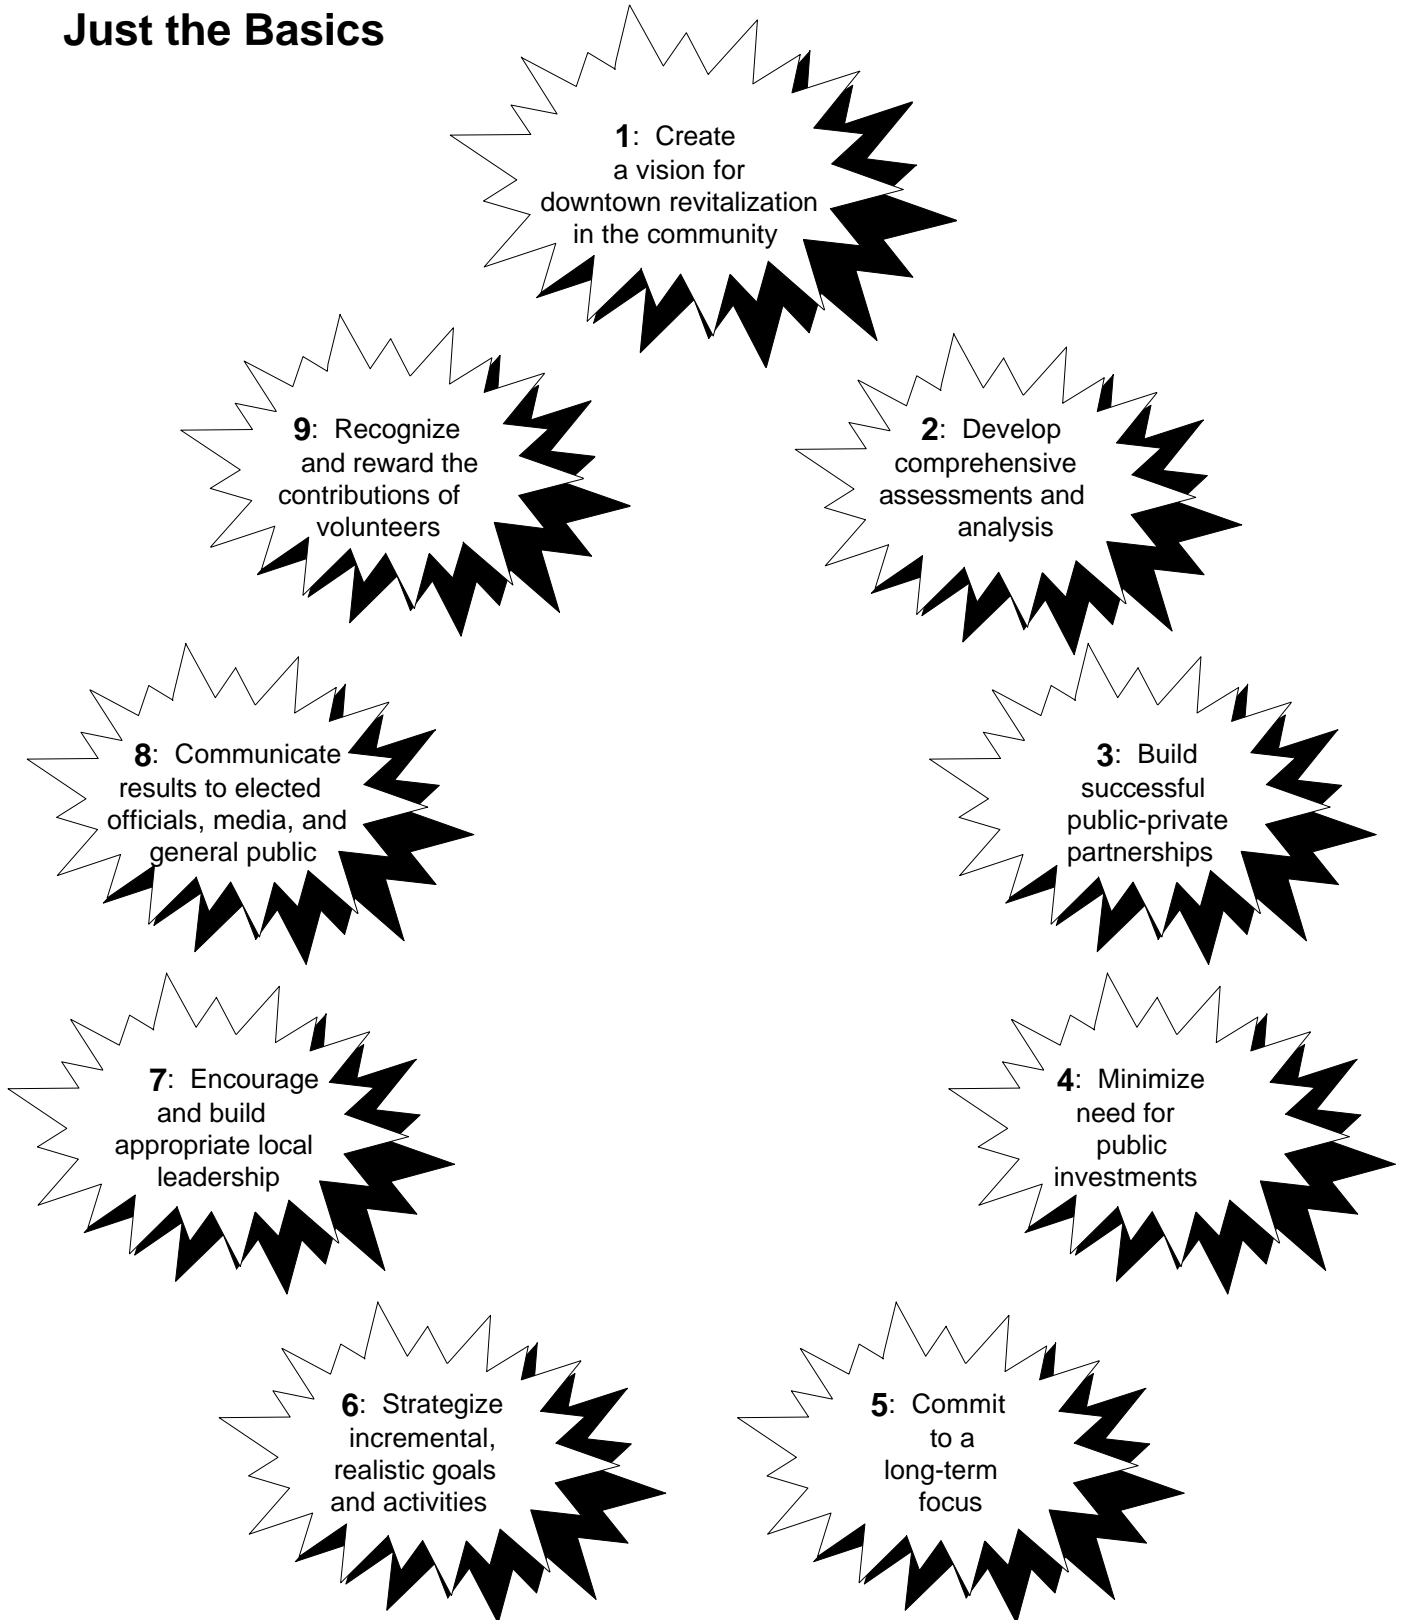 Just the Basics
1: Create
a vision for
downtown revitalization
in the community
2: Develop
comprehensive
assessments and
analysis
3: Build
successful
public-private
partnerships
4: Minimize
need for
public
investments
5: Commit
to a
long-term
focus
6: Strategize
incremental,
realistic goals
and activities
7: Encourage
and build
appropriate local
leadership
8: Communicate
results to elected
officials, media, and
general public
9: Recognize
and reward the
contributions of
volunteers